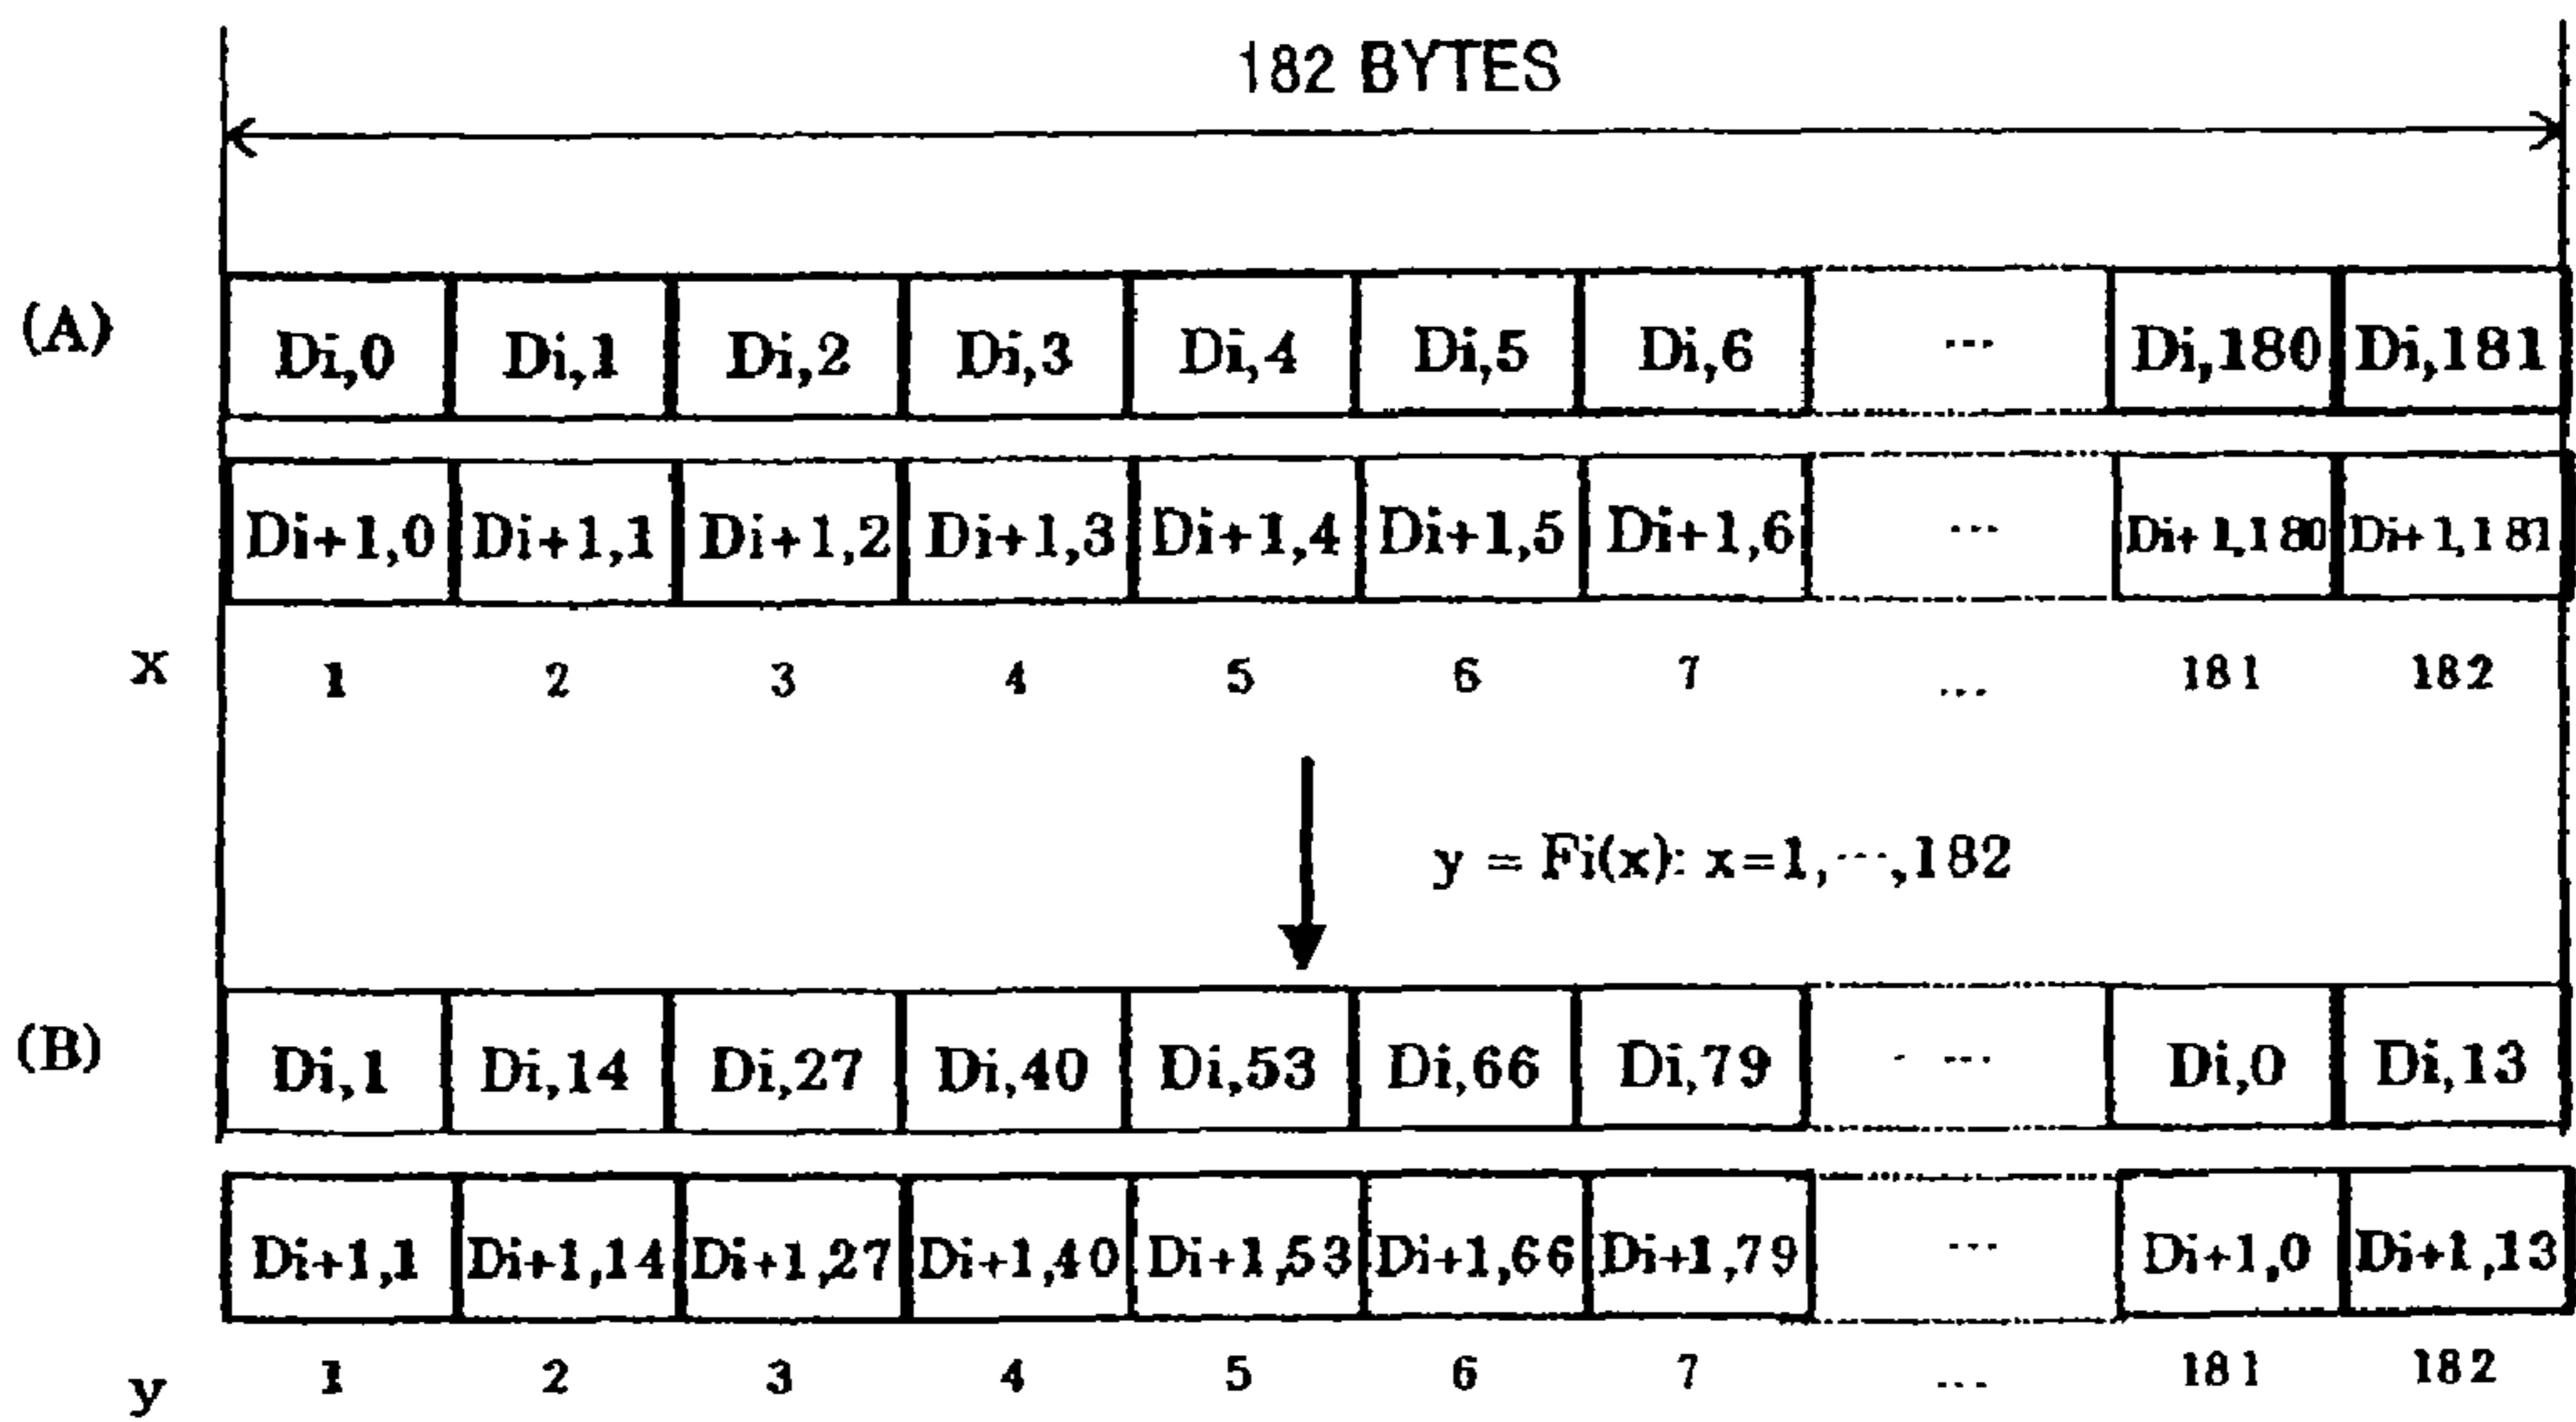 182 BYTES
(A) Di,0 Di,1 Di,2 Di,3 Di,4 Di,5 Di,6 ... Di,180 Di,181
Di+1,0 Di+1,1 Di+1,2 Di+1,3 Di+1,4 Di+1,5 Di+1,6 ... Di+1,180 Di+1,181
x 1 2 3 4 5 6 7 ... 181 182
y = Fi(x): x=1,...,182
(B) Di,1 Di,14 Di,27 Di,40 Di,53 Di,66 Di,79 ... Di,0 Di,13
Di+1,1 Di+1,14 Di+1,27 Di+1,40 Di+1,53 Di+1,66 Di+1,79 ... Di+1,0 Di+1,13
y 1 2 3 4 5 6 7 ... 181 182